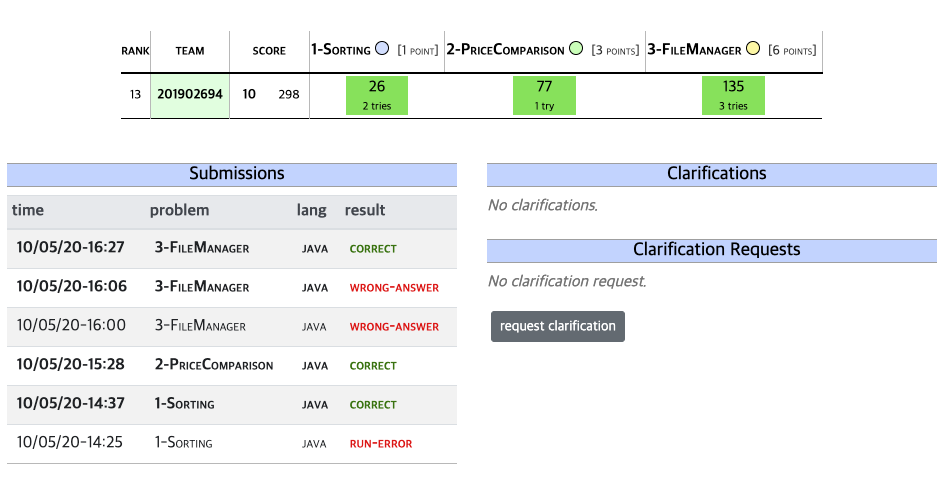 RANK TEAM SCORE 1-SORTING [1 POINT] 2-PRICECOMPARISON [3 POINTS] 3-FILEMANAGER [6 POINTS]
13 201902694 10 298 26 77 135
2 tries 1 try 3 tries
Submissions
time problem lang result
10/05/20-16:27 3-FILEMANAGER JAVA CORRECT
10/05/20-16:06 3-FILEMANAGER JAVA WRONG-ANSWER
10/05/20-16:00 3-FILEMANAGER JAVA WRONG-ANSWER
10/05/20-15:28 2-PRICECOMPARISON JAVA CORRECT
10/05/20-14:37 1-SORTING JAVA CORRECT
10/05/20-14:25 1-SORTING JAVA RUN-ERROR
Clarifications
No clarifications.
Clarification Requests
No clarification request.
request clarification